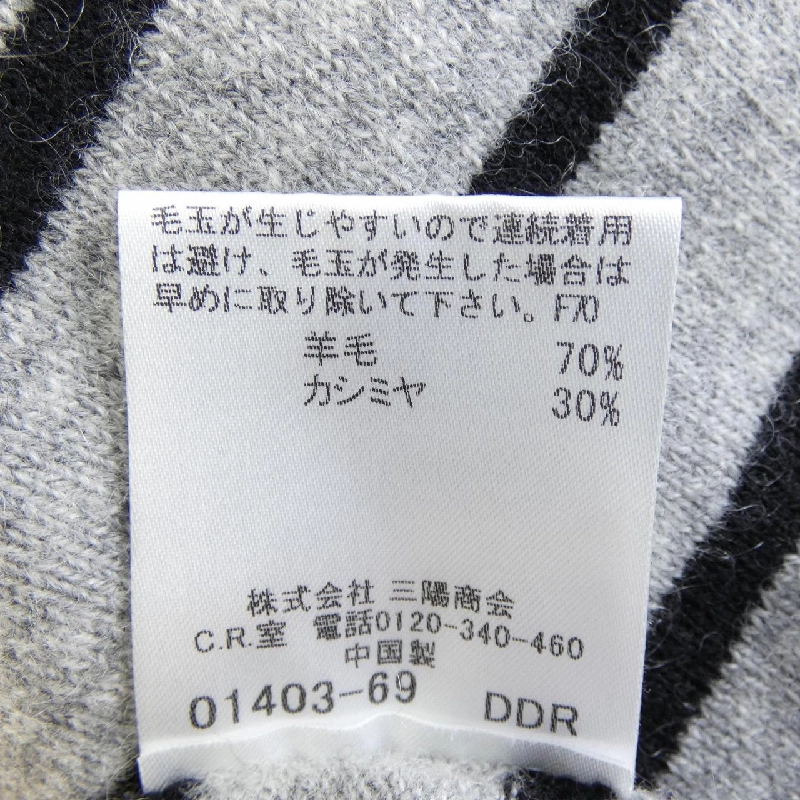 毛玉が生じやすいので連続着用
は避け、毛玉が発生した場合は
早めに取り除いて下さい。F70
羊毛 70%
カシミヤ 30%
株式会社 三陽商会
C.R.室 電話0120-340-460
中国製
01403-69 DDR